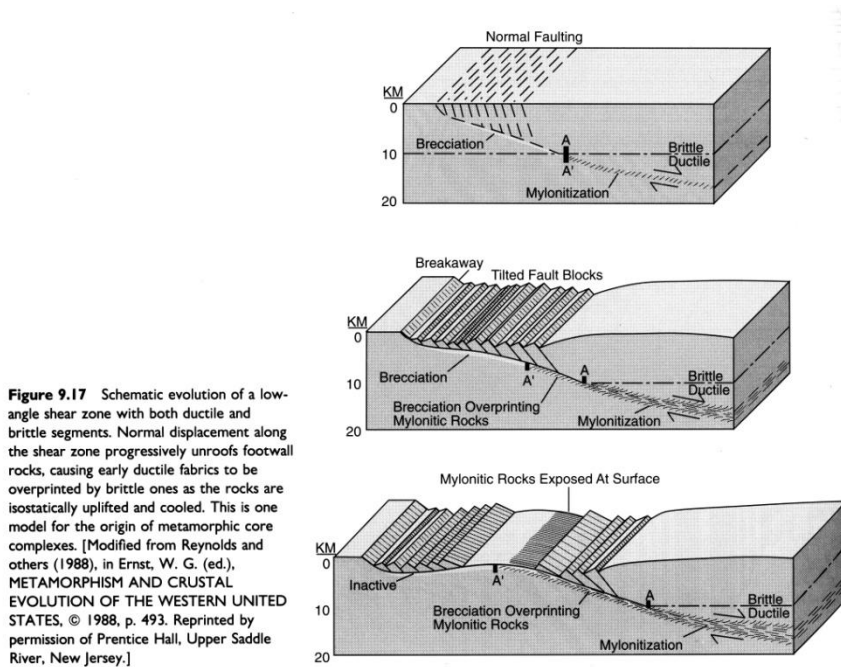 Normal Faulting
KM
0
Brecciation
A
Brittle
10
Ductile
A'
Mylonitization
20
Breakaway
Tilted Fault Blocks
KM
0
Brecciation
A'
A
Brittle
10
Ductile
Brecciation Overprinting
Mylonitic Rocks
Mylonitization
20
Mylonitic Rocks Exposed At Surface
KM
0
Inactive
A'
A
Brittle
10
Ductile
Brecciation Overprinting
Mylonitic Rocks
Mylonitization
20
Figure 9.17 Schematic evolution of a low-
angle shear zone with both ductile and
brittle segments. Normal displacement along
the shear zone progressively unroofs footwall
rocks, causing early ductile fabrics to be
overprinted by brittle ones as the rocks are
isostatically uplifted and cooled. This is one
model for the origin of metamorphic core
complexes. [Modified from Reynolds and
others (1988), in Ernst, W. G. (ed.),
METAMORPHISM AND CRUSTAL
EVOLUTION OF THE WESTERN UNITED
STATES, © 1988, p. 493. Reprinted by
permission of Prentice Hall, Upper Saddle
River, New Jersey.]